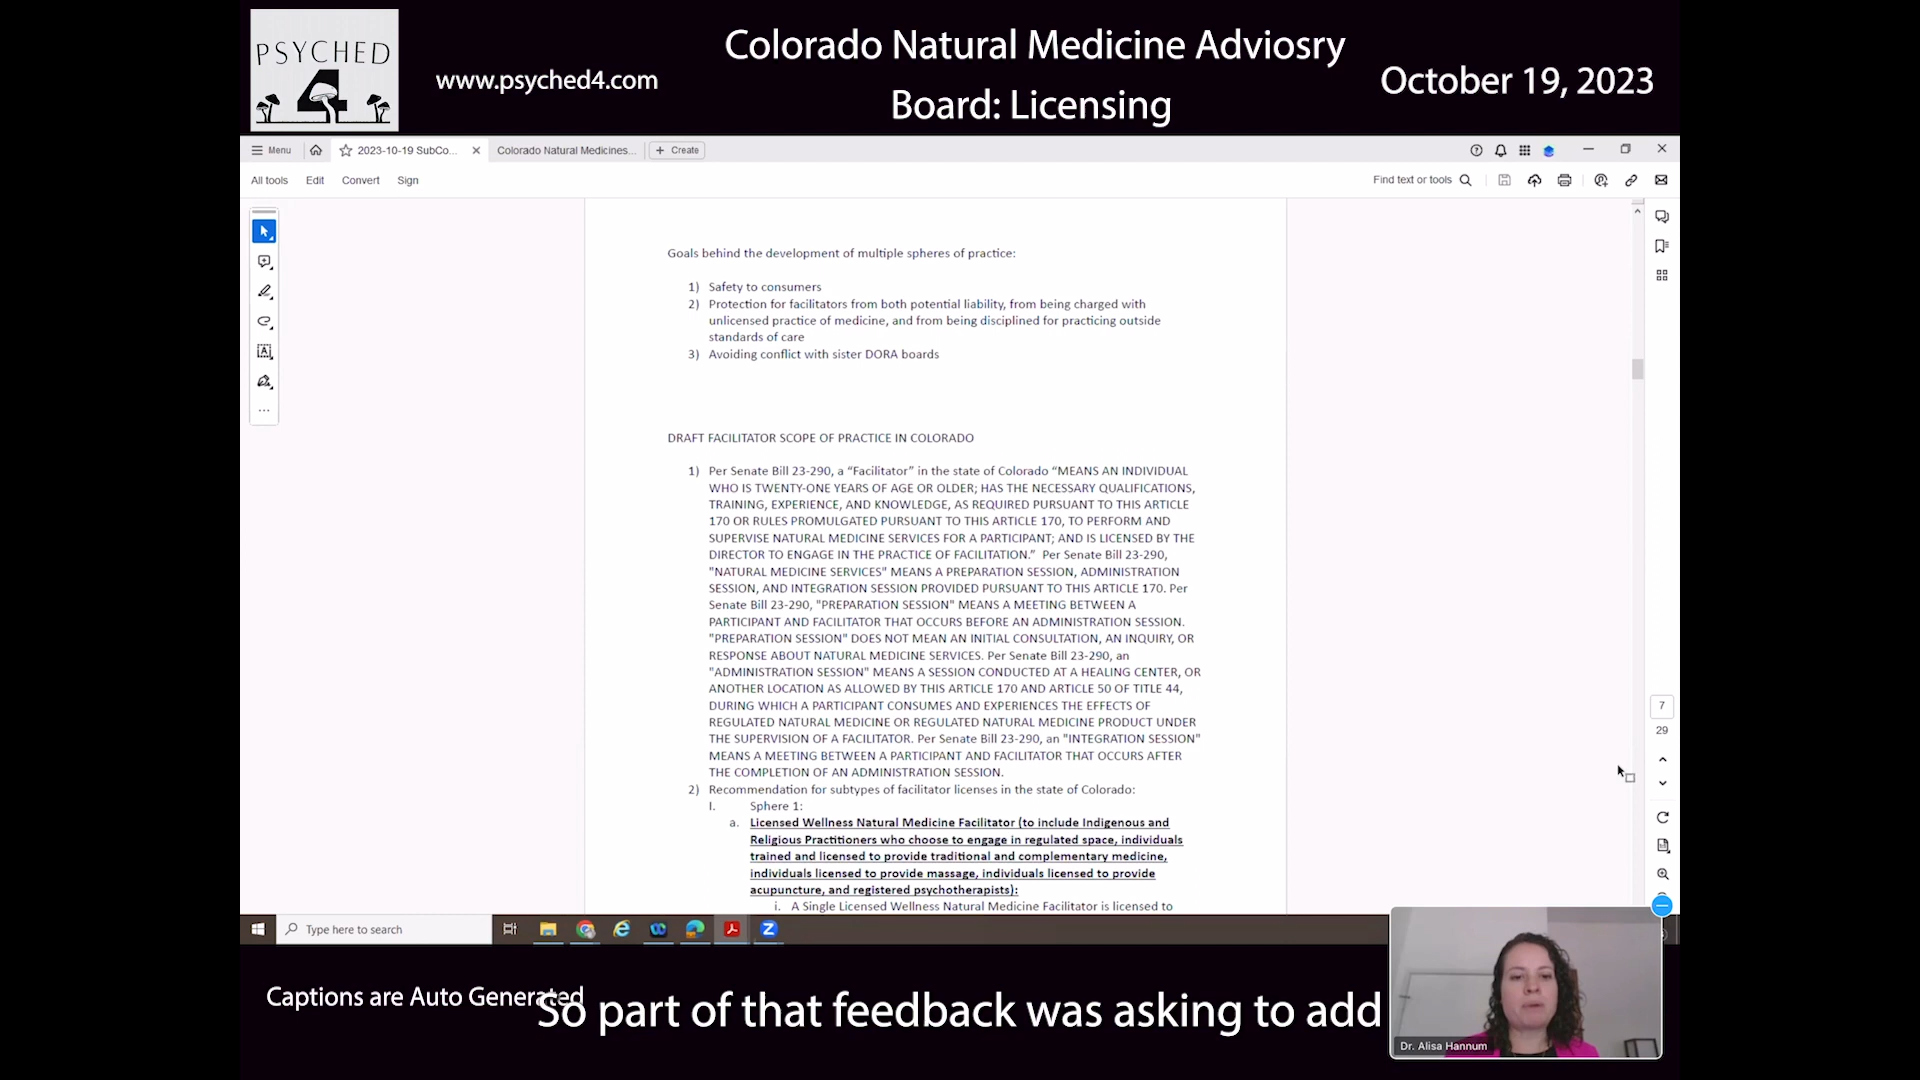 PSYCHED
4
www.psyched4.com
Colorado Natural Medicine Adviosry
Board: Licensing
October 19, 2023
Menu
2023-10-19 SubCo...
Colorado Natural Medicines...
+ Create
All tools
Edit
Convert
Sign
Find text or tools
Goals behind the development of multiple spheres of practice:
1) Safety to consumers
2) Protection for facilitators from both potential liability, from being charged with
unlicensed practice of medicine, and from being disciplined for practicing outside
standards of care
3) Avoiding conflict with sister DORA boards
DRAFT FACILITATOR SCOPE OF PRACTICE IN COLORADO
1) Per Senate Bill 23-290, a “Facilitator” in the state of Colorado “MEANS AN INDIVIDUAL
WHO IS TWENTY-ONE YEARS OF AGE OR OLDER; HAS THE NECESSARY QUALIFICATIONS,
TRAINING, EXPERIENCE, AND KNOWLEDGE, AS REQUIRED PURSUANT TO THIS ARTICLE
170 OR RULES PROMULGATED PURSUANT TO THIS ARTICLE 170, TO PERFORM AND
SUPERVISE NATURAL MEDICINE SERVICES FOR A PARTICIPANT; AND IS LICENSED BY THE
DIRECTOR TO ENGAGE IN THE PRACTICE OF FACILITATION.” Per Senate Bill 23-290,
"NATURAL MEDICINE SERVICES" MEANS A PREPARATION SESSION, ADMINISTRATION
SESSION, AND INTEGRATION SESSION PROVIDED PURSUANT TO THIS ARTICLE 170. Per
Senate Bill 23-290, "PREPARATION SESSION" MEANS A MEETING BETWEEN A
PARTICIPANT AND FACILITATOR THAT OCCURS BEFORE AN ADMINISTRATION SESSION.
"PREPARATION SESSION" DOES NOT MEAN AN INITIAL CONSULTATION, AN INQUIRY, OR
RESPONSE ABOUT NATURAL MEDICINE SERVICES. Per Senate Bill 23-290, an
"ADMINISTRATION SESSION" MEANS A SESSION CONDUCTED AT A HEALING CENTER, OR
ANOTHER LOCATION AS ALLOWED BY THIS ARTICLE 170 AND ARTICLE 50 OF TITLE 44,
DURING WHICH A PARTICIPANT CONSUMES AND EXPERIENCES THE EFFECTS OF
REGULATED NATURAL MEDICINE OR REGULATED NATURAL MEDICINE PRODUCT UNDER
THE SUPERVISION OF A FACILITATOR. Per Senate Bill 23-290, an "INTEGRATION SESSION"
MEANS A MEETING BETWEEN A PARTICIPANT AND FACILITATOR THAT OCCURS AFTER
THE COMPLETION OF AN ADMINISTRATION SESSION.
2) Recommendation for subtypes of facilitator licenses in the state of Colorado:
I. Sphere 1:
a. Licensed Wellness Natural Medicine Facilitator (to include Indigenous and
Religious Practitioners who choose to engage in regulated space, individuals
trained and licensed to provide traditional and complementary medicine,
individuals licensed to provide massage, individuals licensed to provide
acupuncture, and registered psychotherapists):
i. A Single Licensed Wellness Natural Medicine Facilitator is licensed to
7
29
Type here to search
Dr. Alisa Hannum
Captions are Auto Generated
So part of that feedback was asking to add